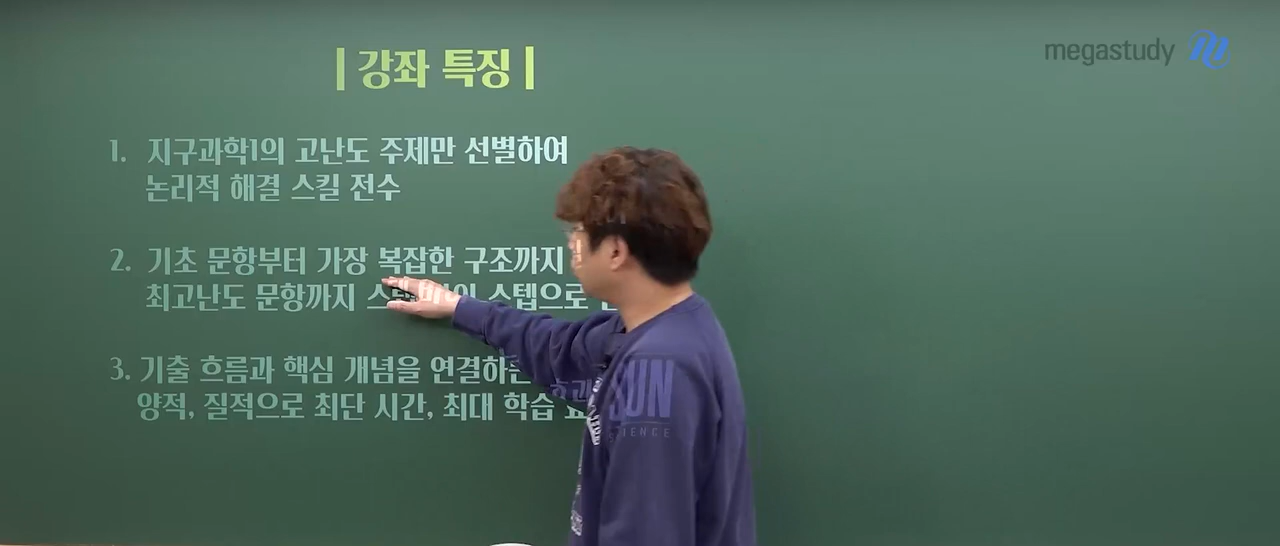 강좌 특징
megastudy
1. 지구과학1의 고난도 주제만 선별하여
논리적 해결 스킬 전수
2. 기초 문항부터 가장 복잡한 구조까지
최고난도 문항까지 스텝으로
3. 기출 흐름과 핵심 개념을
양적, 질적으로 최단 시간, 최대 학습
SUN